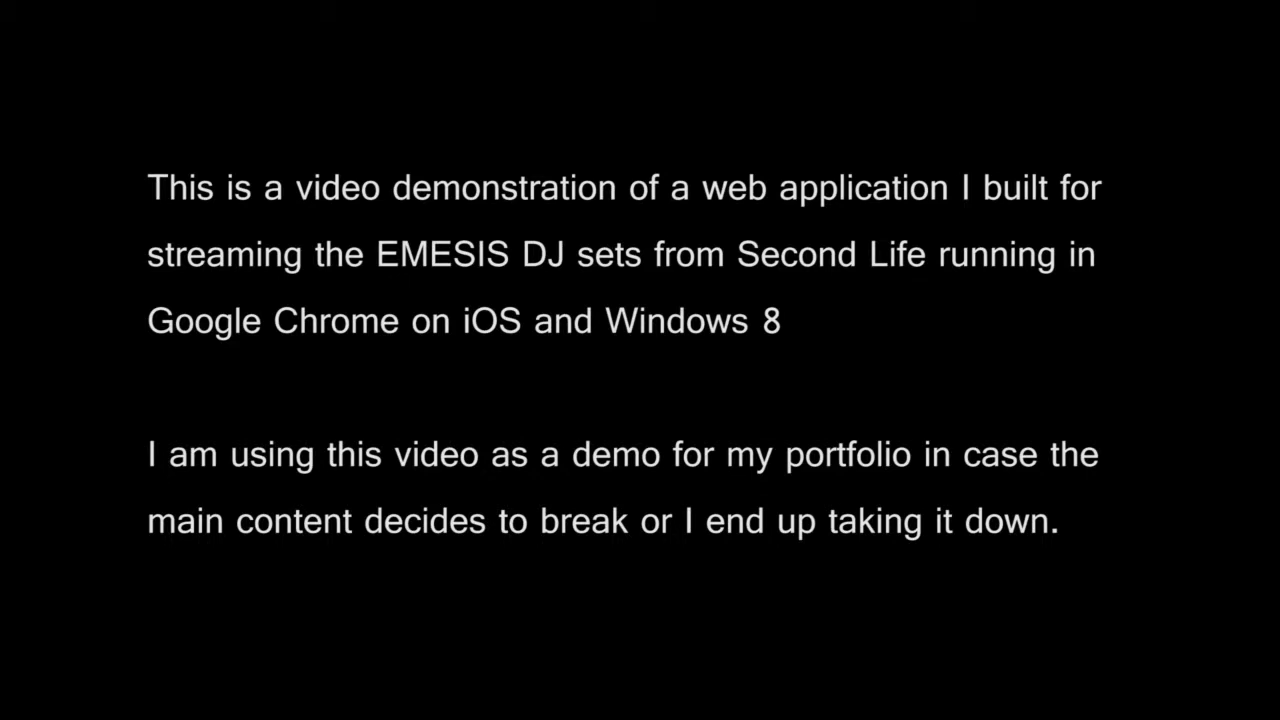 This is a video demonstration of a web application I built for
streaming the EMESIS DJ sets from Second Life running in
Google Chrome on iOS and Windows 8
I am using this video as a demo for my portfolio in case the
main content decides to break or I end up taking it down.